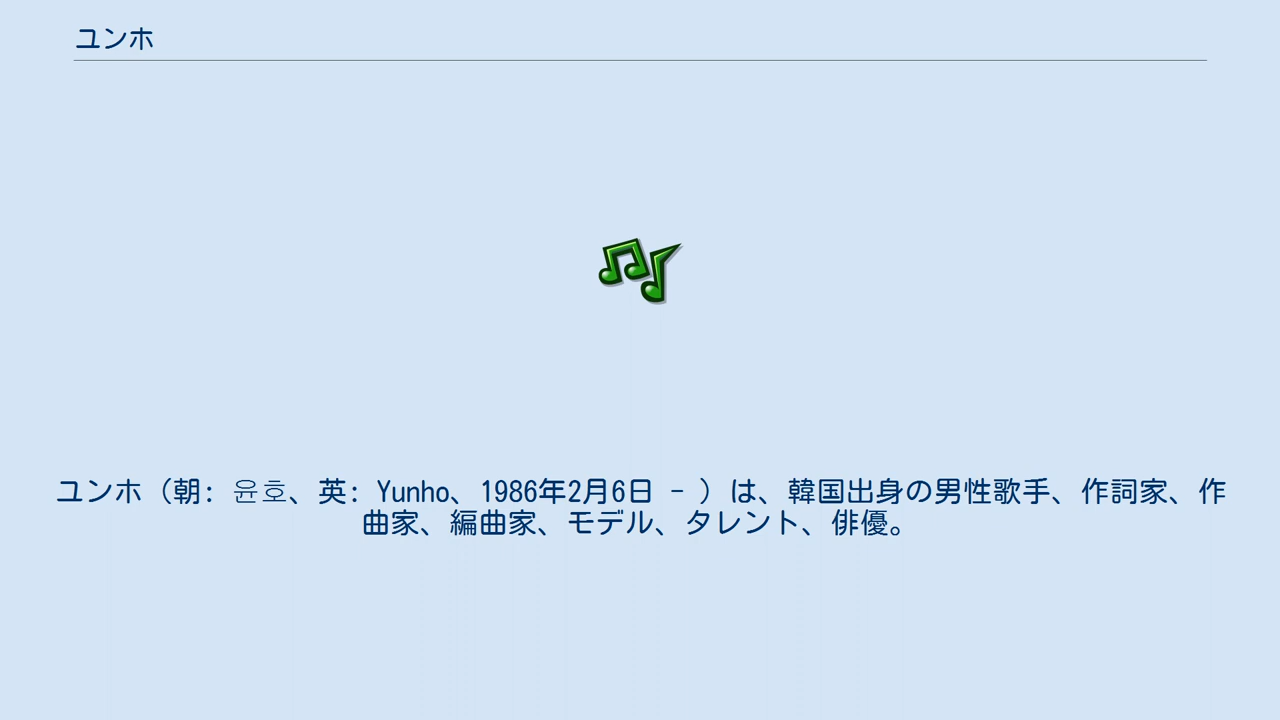 ユンホ
ユンホ（朝: 윤호、英: Yunho、1986年2月6日 - ）は、韓国出身の男性歌手、作詞家、作
曲家、編曲家、モデル、タレント、俳優。